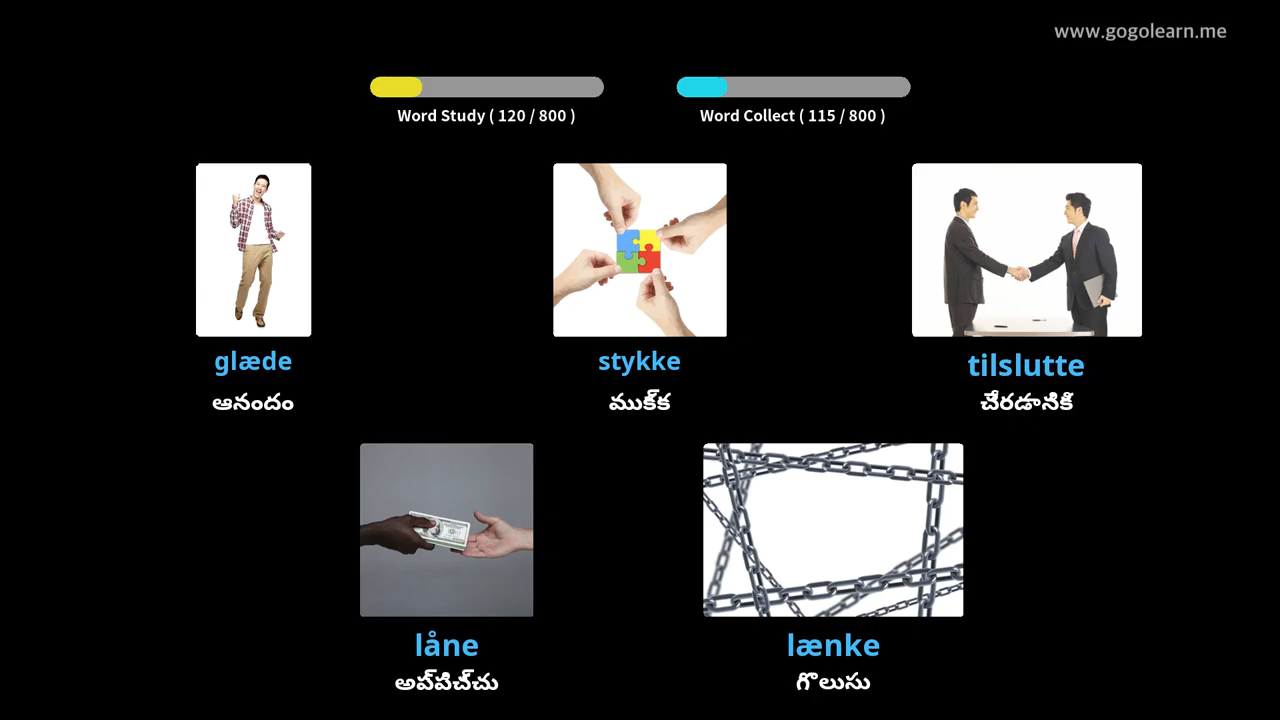 www.gogolearn.me
Word Study ( 120 / 800 )
Word Collect ( 115 / 800 )
glæde
stykke
tilslutte
ఆనందం
ముక్క
చేరడానికి
låne
lænke
అప్పిచ్చు
గొలుసు